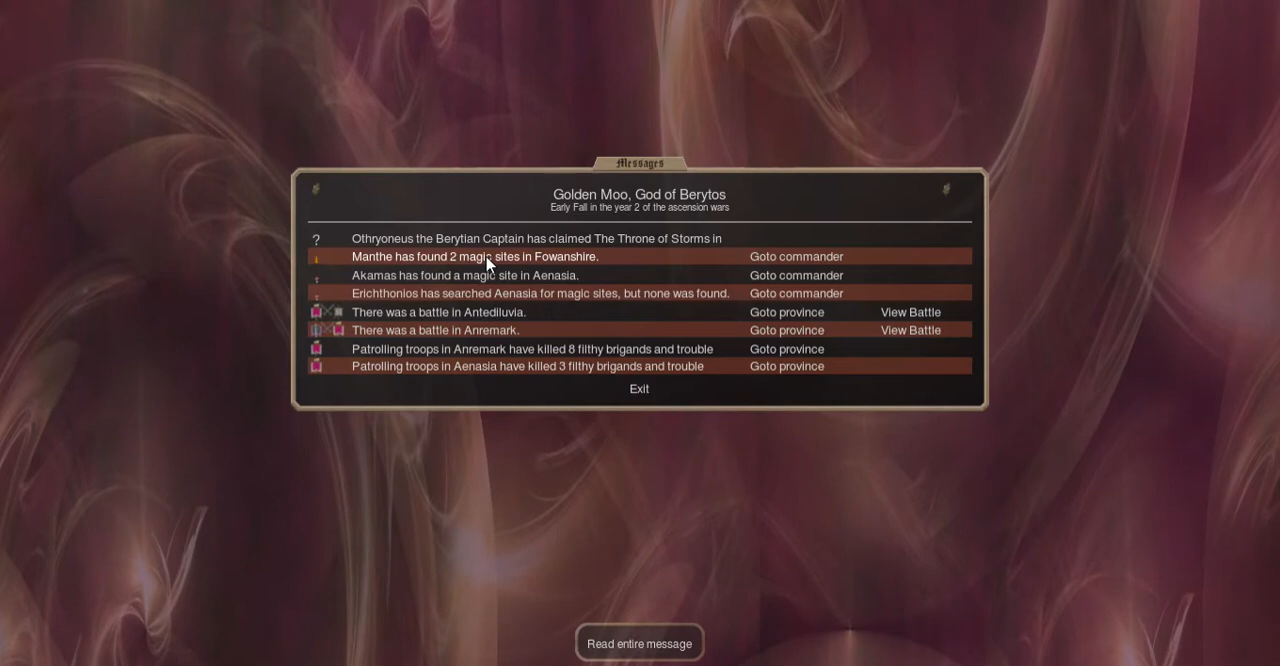 Messages
Golden Moo, God of Berytos
Early Fall in the year 2 of the ascension wars
? Othryoneus the Berytian Captain has claimed The Throne of Storms in
Manthe has found 2 magic sites in Fowanshire. Goto commander
Akamas has found a magic site in Aenasia. Goto commander
Erichthonios has searched Aenasia for magic sites, but none was found. Goto commander
There was a battle in Antediluvia. Goto province View Battle
There was a battle in Anremark. Goto province View Battle
Patrolling troops in Anremark have killed 8 filthy brigands and trouble Goto province
Patrolling troops in Aenasia have killed 3 filthy brigands and trouble Goto province
Exit
Read entire message